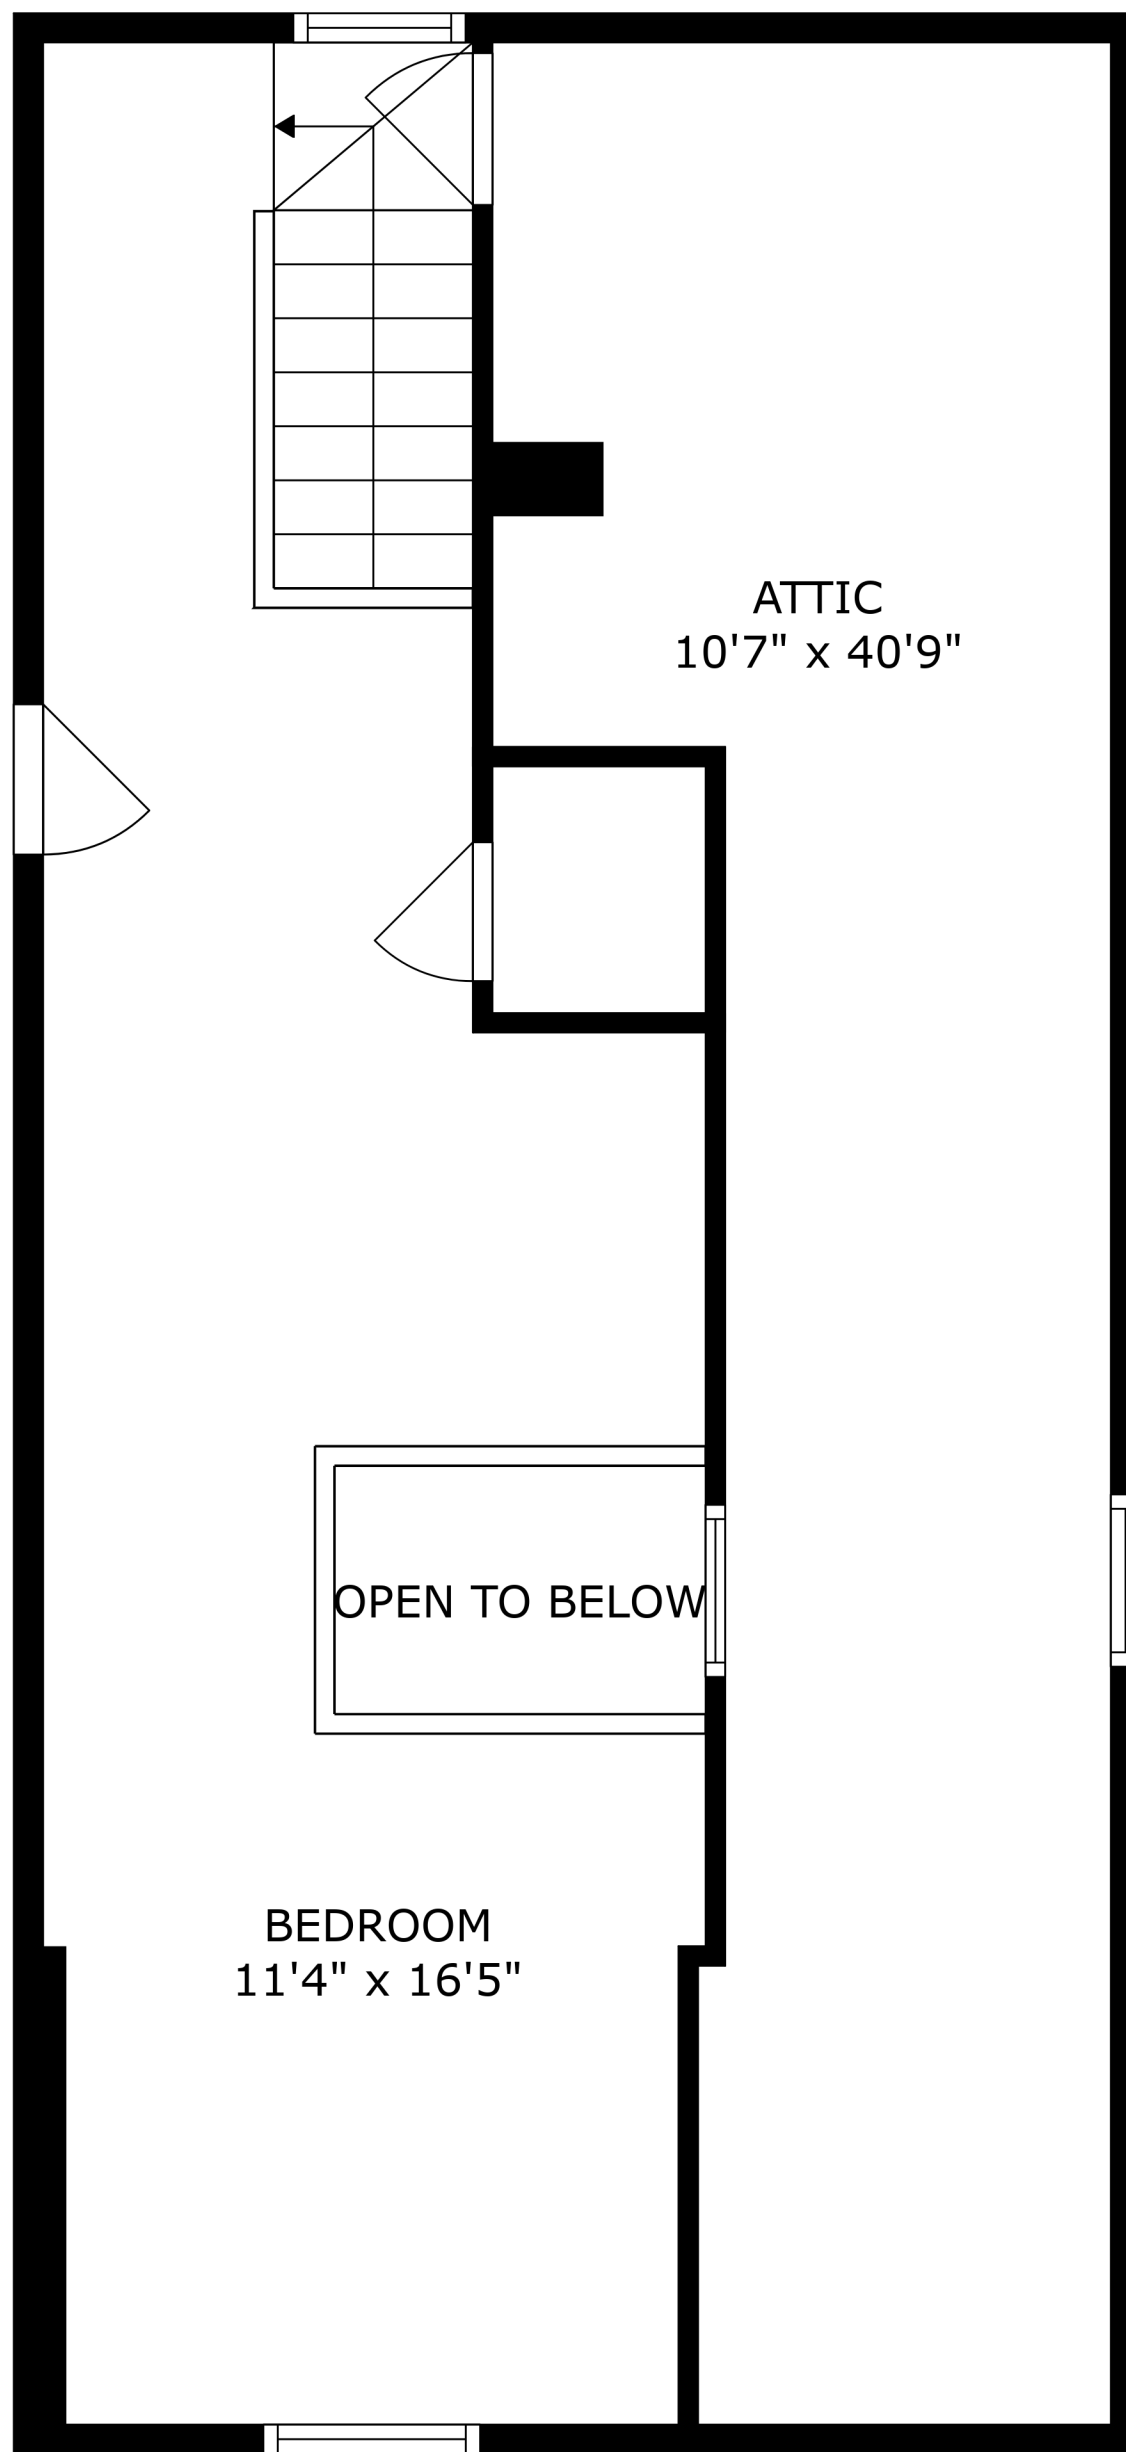 ATTIC
10'7" x 40'9"
OPEN TO BELOW
BEDROOM
11'4" x 16'5"